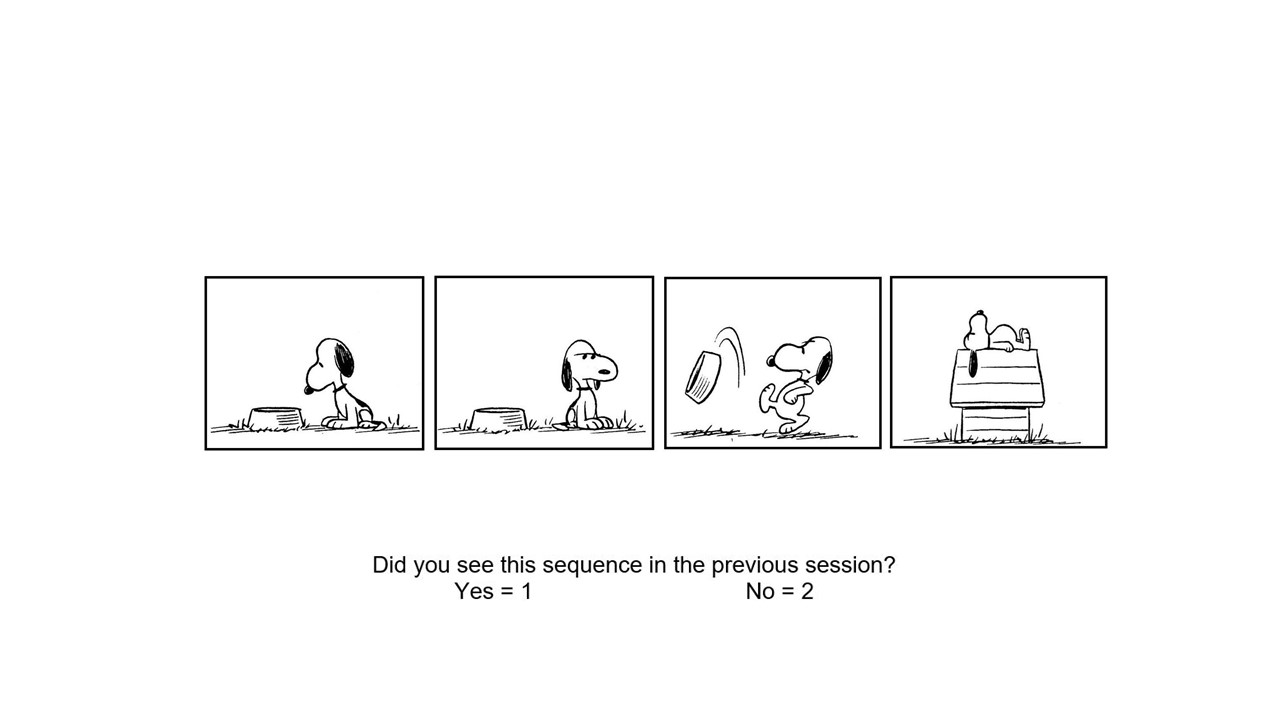 Did you see this sequence in the previous session?
Yes = 1 No = 2